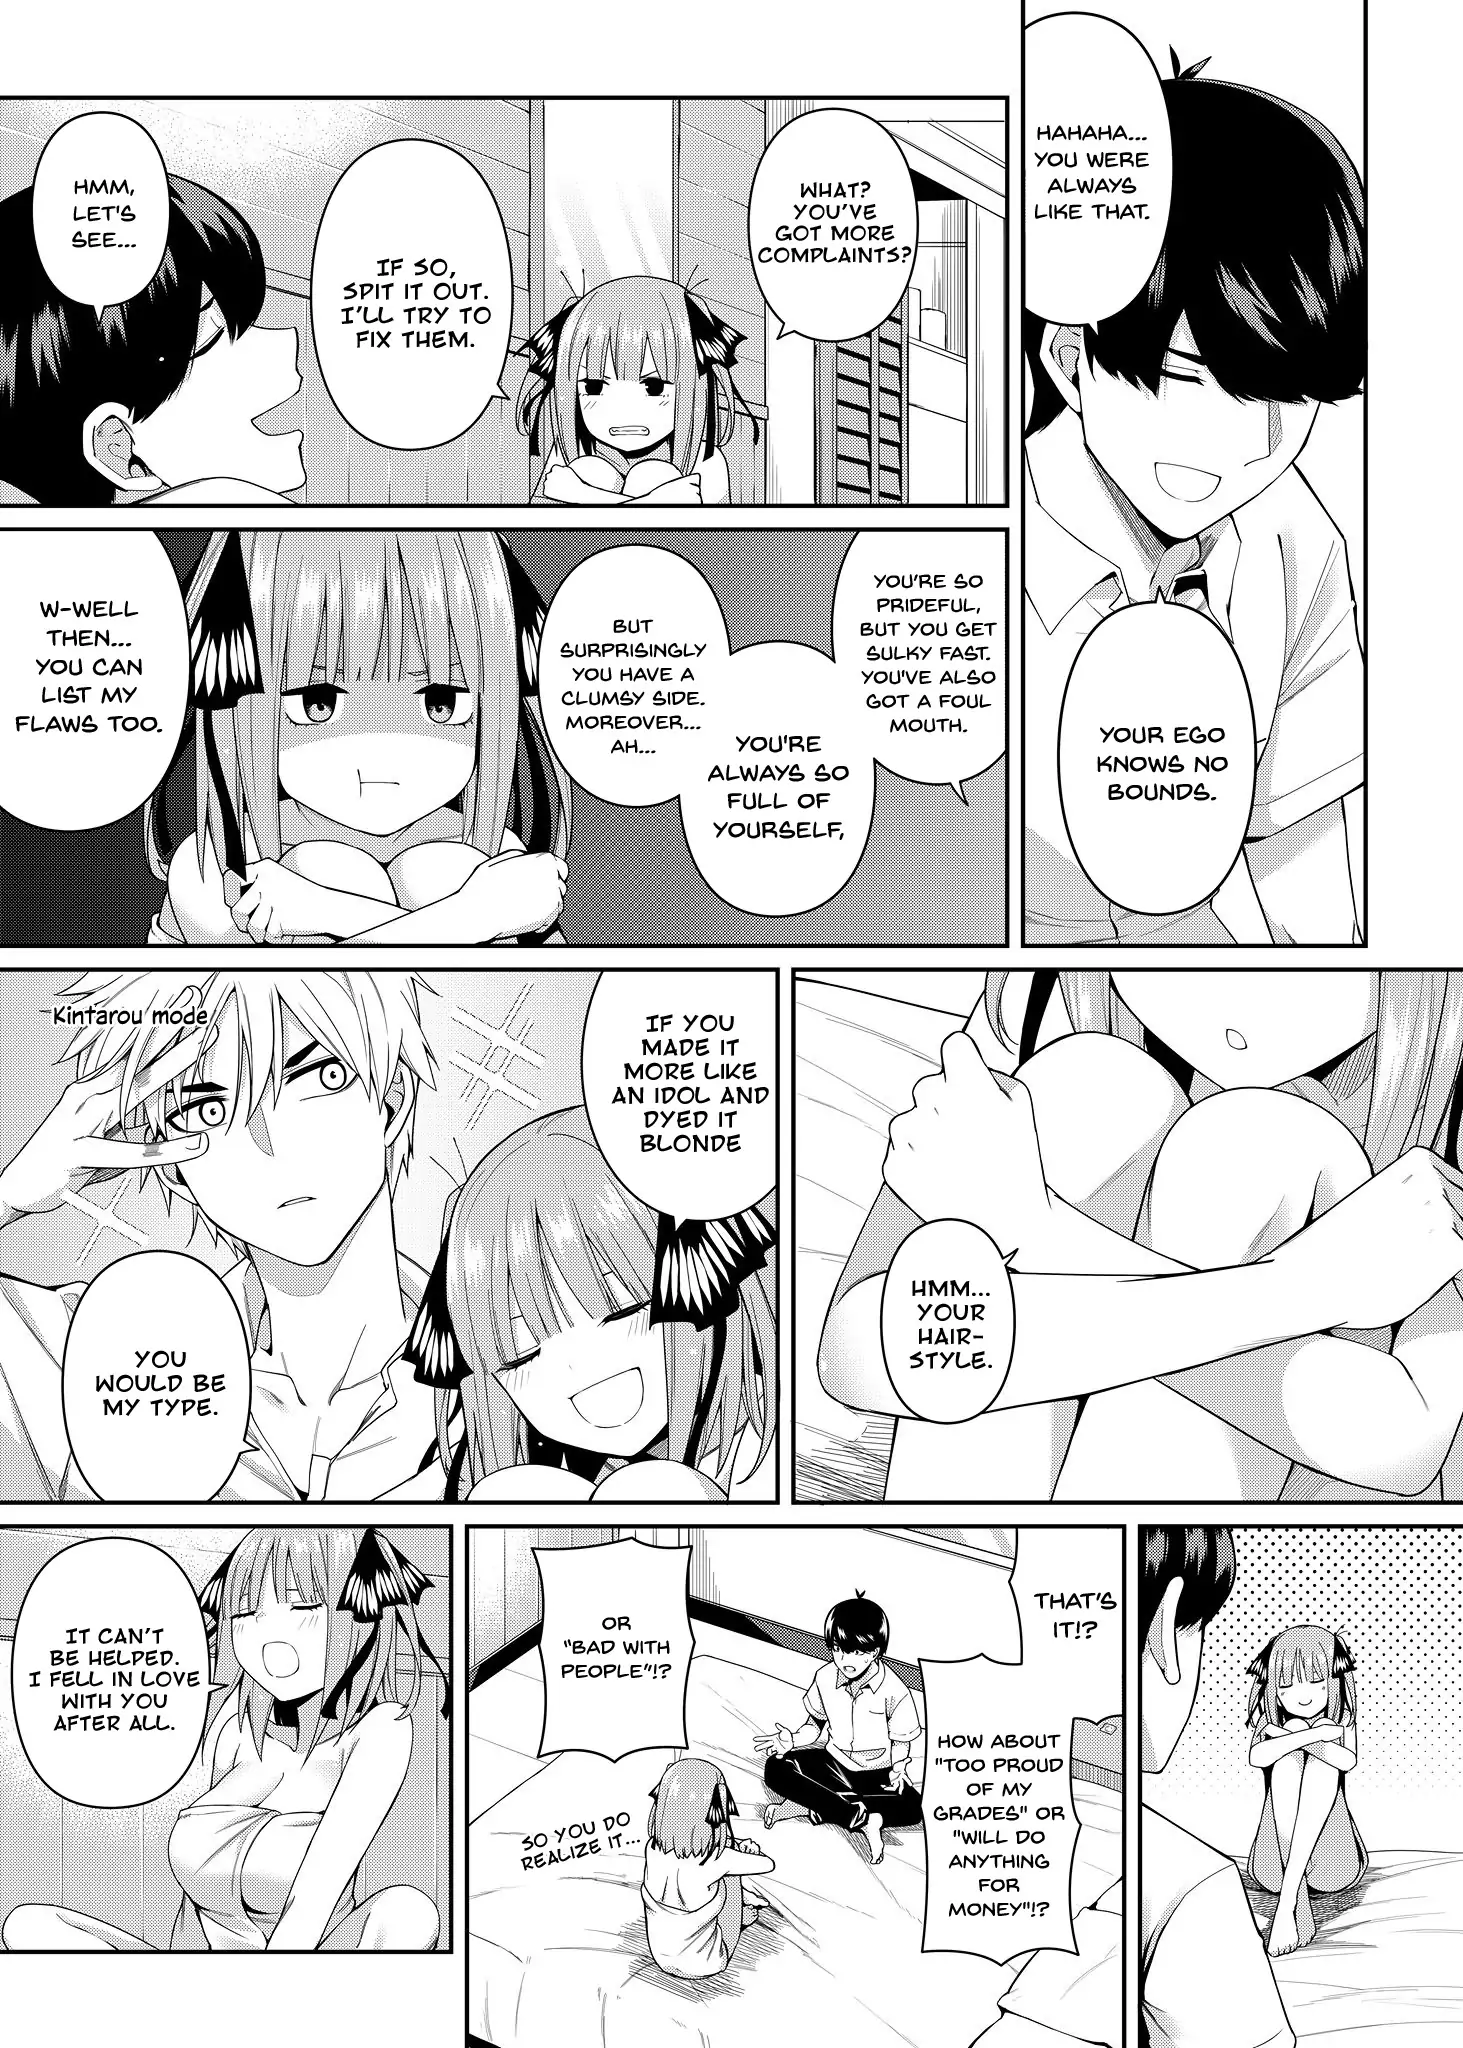 HAHAHA...
YOU WERE
ALWAYS
LIKE THAT.
YOUR EGO
KNOWS NO
BOUNDS.
WHAT?
YOU'VE
GOT MORE
COMPLAINTS?
IF SO,
SPIT IT OUT.
I'LL TRY TO
FIX THEM.
HMM,
LET'S
SEE...
YOU'RE SO
PRIDEFUL,
BUT YOU GET
SULKY FAST.
YOU'VE ALSO
GOT A FOUL
MOUTH.
YOU'RE
ALWAYS SO
FULL OF
YOURSELF,
BUT
SURPRISINGLY
YOU HAVE A
CLUMSY SIDE.
MOREOVER...
AH...
W-WELL
THEN...
YOU CAN
LIST MY
FLAWS TOO.
HMM...
YOUR
HAIR-
STYLE.
IF YOU
MADE IT
MORE LIKE
AN IDOL AND
DYED IT
BLONDE
Kintarou mode
YOU
WOULD BE
MY TYPE.
THAT'S
IT!?
HOW ABOUT
"TOO PROUD
OF MY
GRADES" OR
"WILL DO
ANYTHING
FOR
MONEY"!?
OR
"BAD WITH
PEOPLE"!?
SO YOU DO
REALIZE IT...
IT CAN'T
BE HELPED.
I FELL IN LOVE
WITH YOU
AFTER ALL.